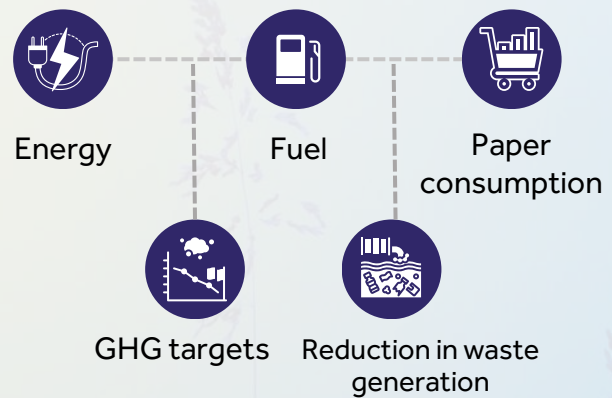 Energy
Fuel
Paper
consumption
GHG targets
Reduction in waste
generation